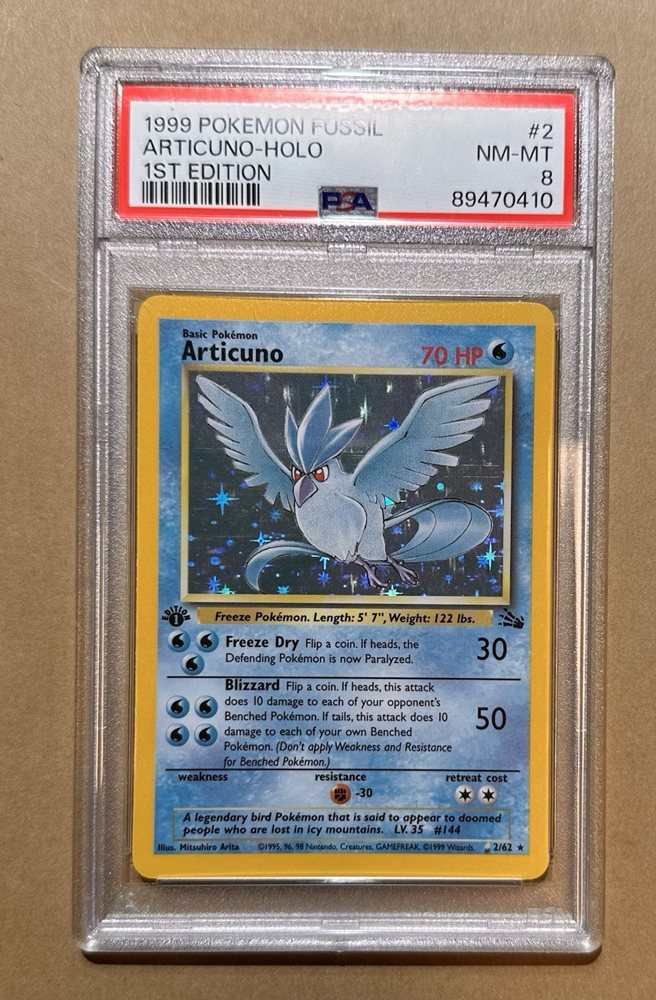 1999 POKEMON FOSSIL #2
ARTICUNO-HOLO NM-MT
1ST EDITION 8
PSA 89470410
Basic Pokémon
Articuno 70 HP
EDITION
1
Freeze Pokémon. Length: 5' 7", Weight: 122 lbs.
Freeze Dry Flip a coin. If heads, the
Defending Pokémon is now Paralyzed.
30
Blizzard Flip a coin. If heads, this attack
does 10 damage to each of your opponent's
Benched Pokémon. If tails, this attack does 10
damage to each of your own Benched
Pokémon. (Don't apply Weakness and Resistance
for Benched Pokémon.)
50
weakness resistance retreat cost
-30
A legendary bird Pokémon that is said to appear to doomed
people who are lost in icy mountains. LV. 35 #144
Illus. Mitsuhiro Arita ©1995, 96, 98 Nintendo, Creatures, GAMEFREAK. ©1999 Wizards. 2/62 ★